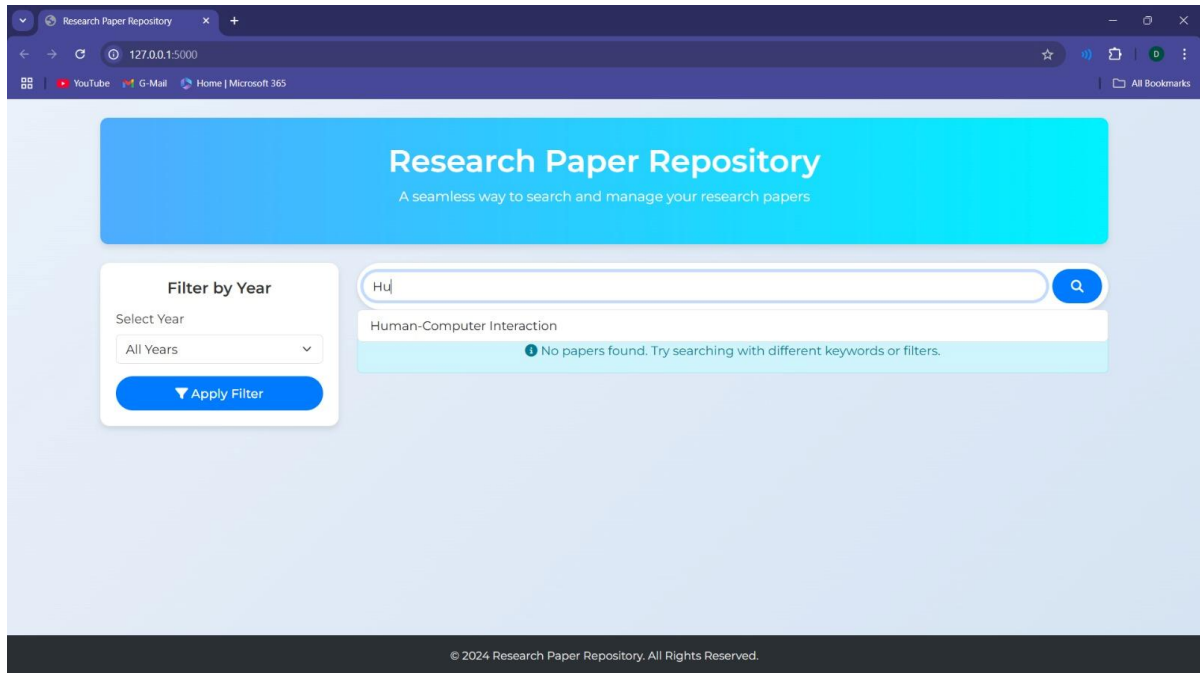 Research Paper Repository
127.0.0.1:5000
D
YouTube G-Mail Home | Microsoft 365 All Bookmarks
Research Paper Repository
A seamless way to search and manage your research papers
Filter by Year
Select Year
All Years
Apply Filter
Hu
Human-Computer Interaction
No papers found. Try searching with different keywords or filters.
© 2024 Research Paper Repository. All Rights Reserved.